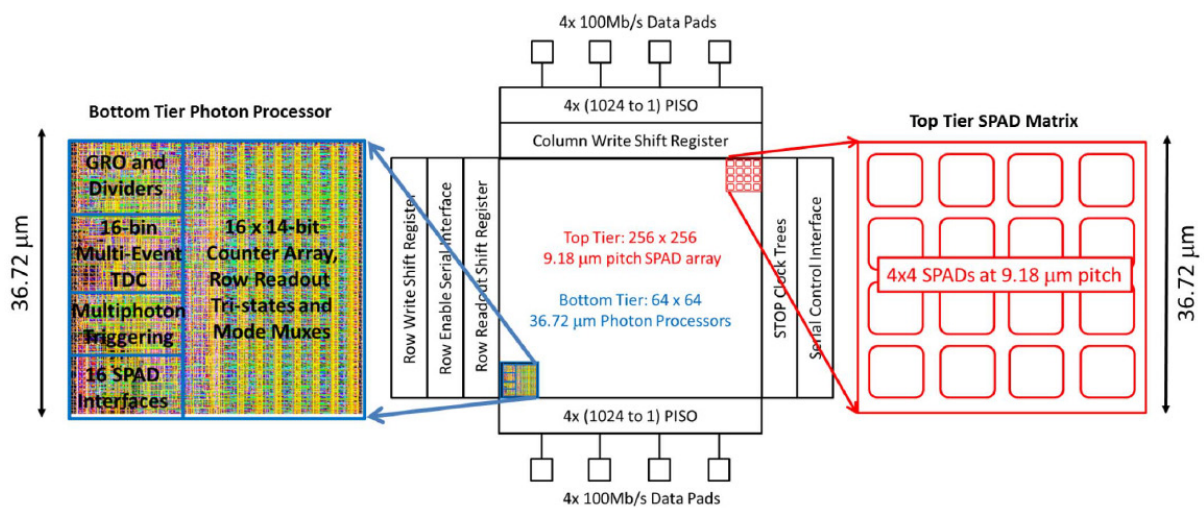 4x 100Mb/s Data Pads
4x (1024 to 1) PISO
Column Write Shift Register
Bottom Tier Photon Processor
36.72 µm
GRO and
Dividers
16-bin
Multi-Event
TDC
Multiphoton
Triggering
16 SPAD
Interfaces
16 x 14-bit
Counter Array,
Row Readout
Tri-states and
Mode Muxes
Row Write Shift Register
Row Enable Serial Interface
Row Readout Shift Register
Top Tier: 256 x 256
9.18 µm pitch SPAD array
Bottom Tier: 64 x 64
36.72 µm Photon Processors
STOP Clock Trees
Serial Control Interface
Top Tier SPAD Matrix
4x4 SPADs at 9.18 µm pitch
36.72 µm
4x (1024 to 1) PISO
4x 100Mb/s Data Pads